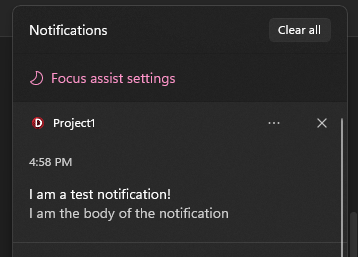 Notifications
Clear all
Focus assist settings
D Project1
4:58 PM
I am a test notification!
I am the body of the notification